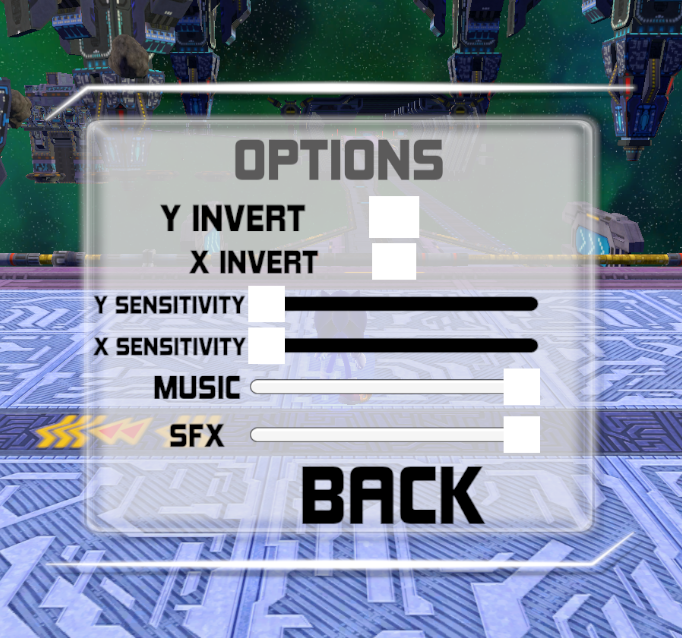 OPTIONS
Y INVERT
X INVERT
Y SENSITIVITY
X SENSITIVITY
MUSIC
SFX
BACK